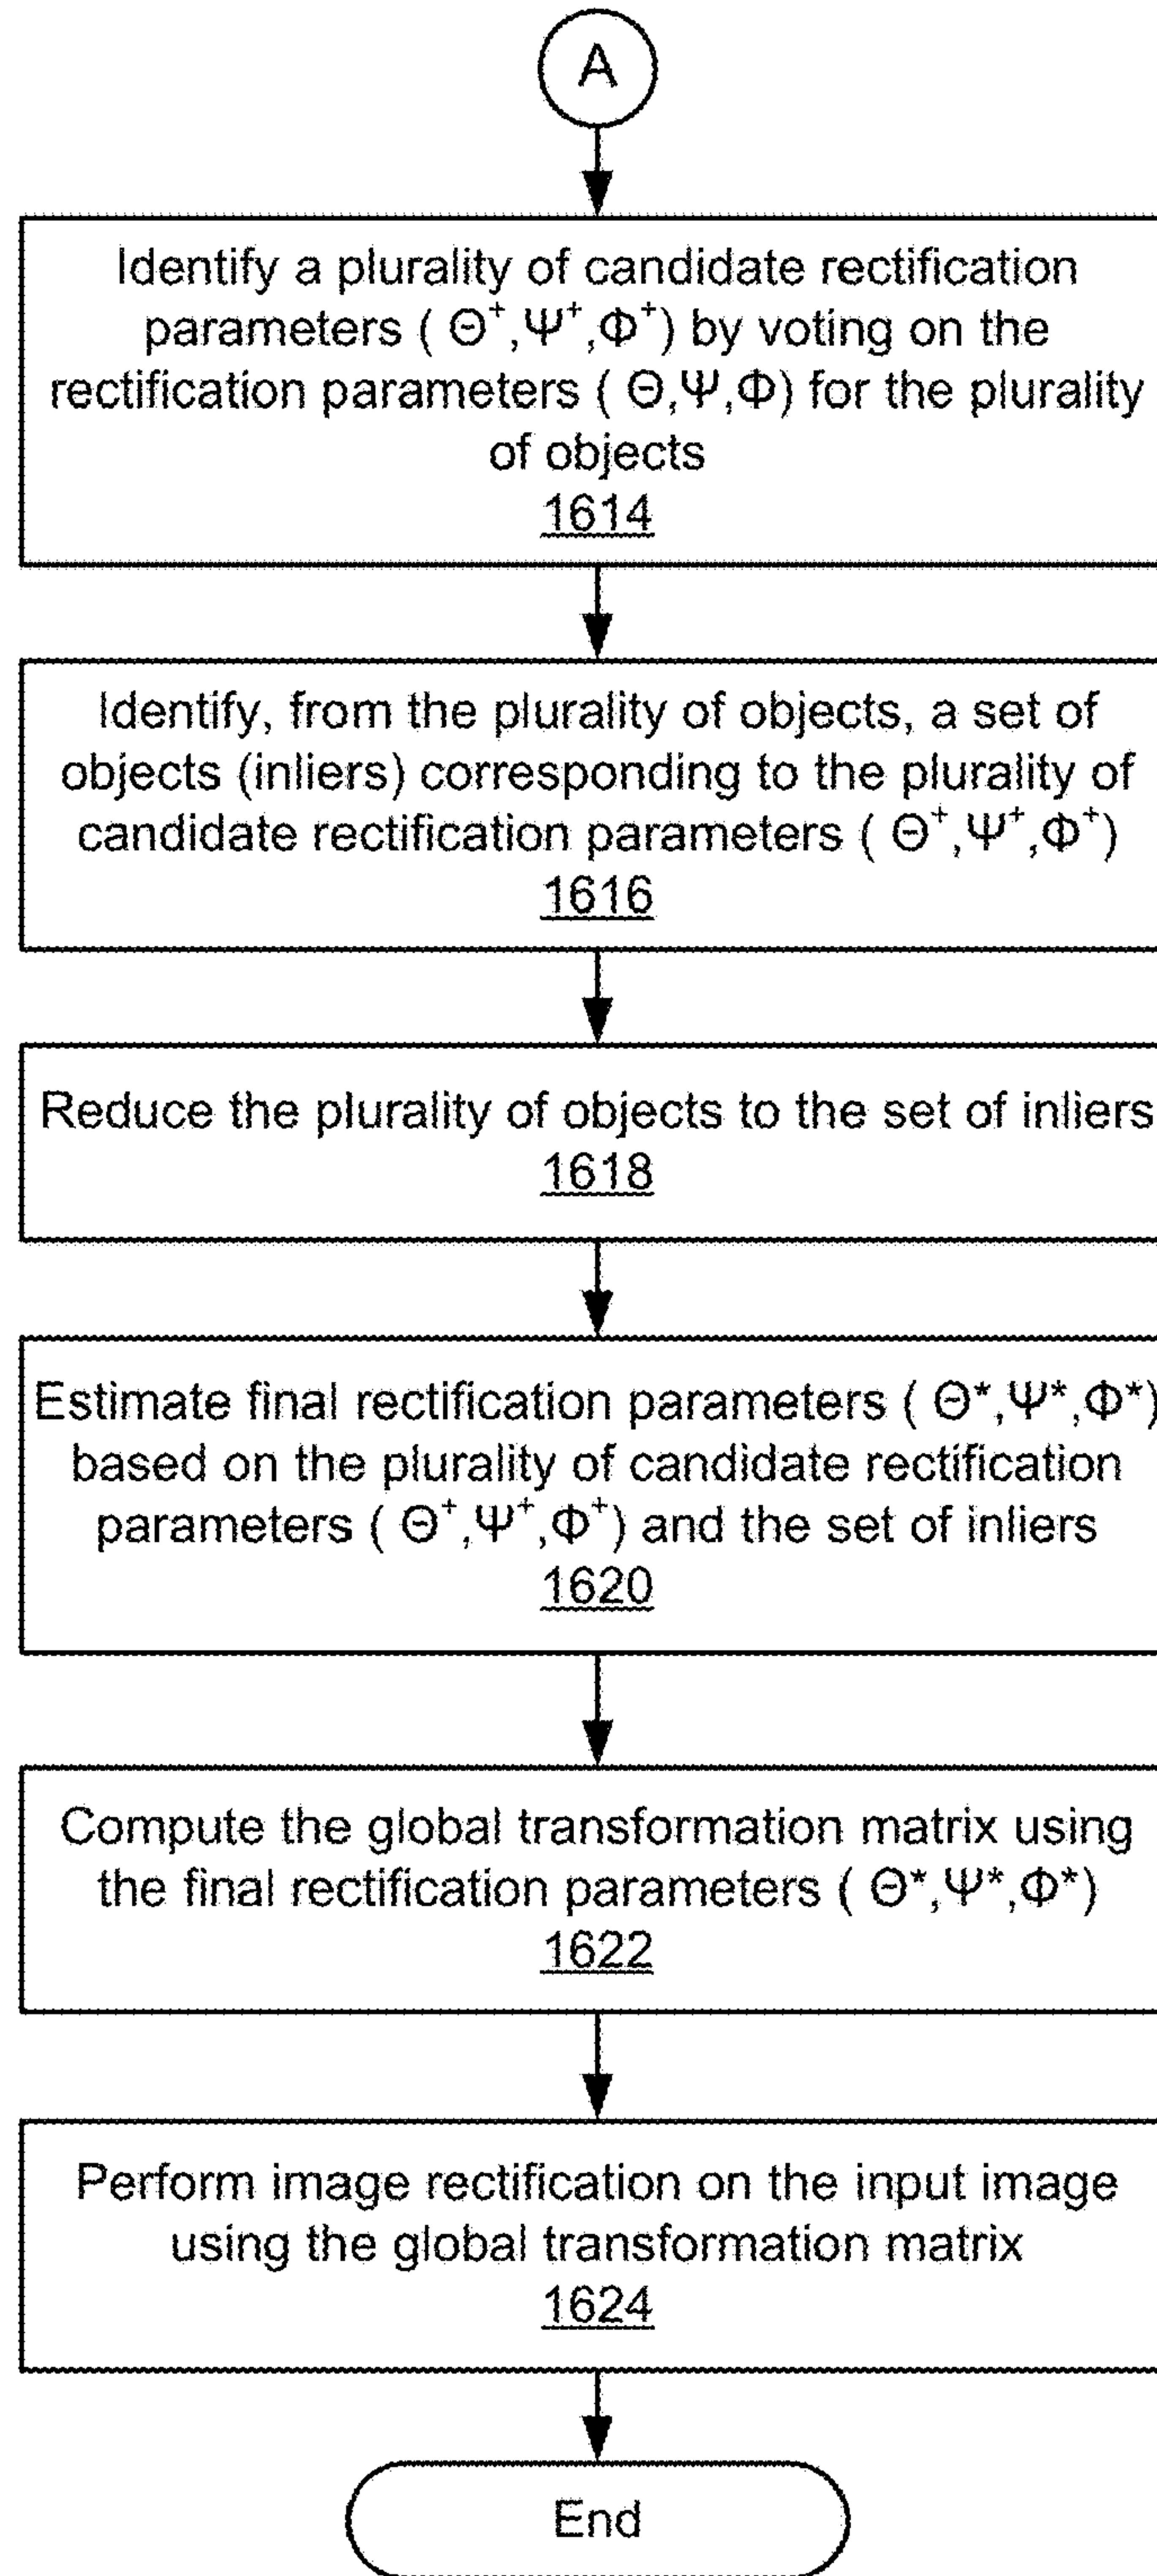 A
Identify a plurality of candidate rectification
parameters ( Θ⁺,Ψ⁺,Φ⁺) by voting on the
rectification parameters ( Θ,Ψ,Φ) for the plurality
of objects
1614
Identify, from the plurality of objects, a set of
objects (inliers) corresponding to the plurality of
candidate rectification parameters ( Θ⁺,Ψ⁺,Φ⁺)
1616
Reduce the plurality of objects to the set of inliers
1618
Estimate final rectification parameters ( Θ*,Ψ*,Φ*)
based on the plurality of candidate rectification
parameters ( Θ⁺,Ψ⁺,Φ⁺) and the set of inliers
1620
Compute the global transformation matrix using
the final rectification parameters ( Θ*,Ψ*,Φ*)
1622
Perform image rectification on the input image
using the global transformation matrix
1624
End